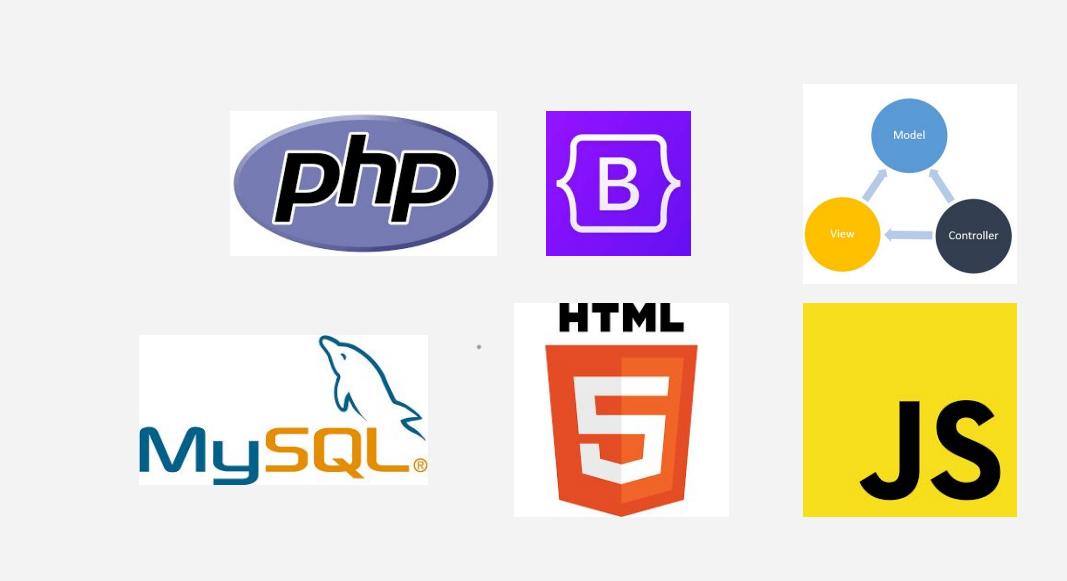 php
B
Model
View
Controller
MySQL®
HTML
5
JS